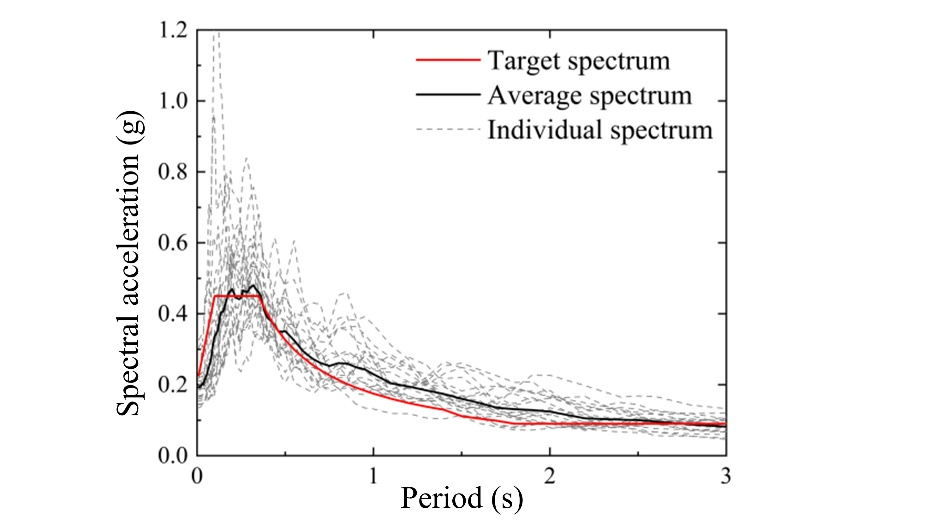 1.2
1.0
0.8
0.6
0.4
0.2
0.0
Spectral acceleration (g)
Target spectrum
Average spectrum
Individual spectrum
0
1
2
3
Period (s)